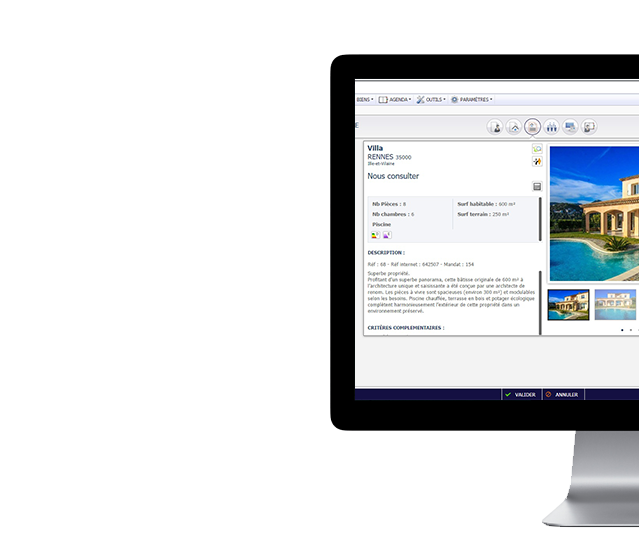 BIENS AGENDA OUTILS PARAMÈTRES
E
Villa
RENNES 35000
Ille-et-Vilaine
Nous consulter
Nb Pièces : 8 Surf habitable : 600 m²
Nb chambres : 6 Surf terrain : 250 m²
Piscine
DESCRIPTION :
Réf : 68 - Réf internet : 642507 - Mandat : 154
Superbe propriété.
Profitant d'un superbe panorama, cette bâtisse originale de 600 m² à
l'architecture unique et saisissante a été conçue par une architecte de
renom. Les pièces à vivre sont spacieuses (environ 300 m²) et modulables
selon les besoins. Piscine chauffée, terrasse en bois et potager écologique
complètent harmonieusement l'extérieur de cette propriété dans un
environnement préservé.
CRITÈRES COMPLEMENTAIRES :
VALIDER ANNULER